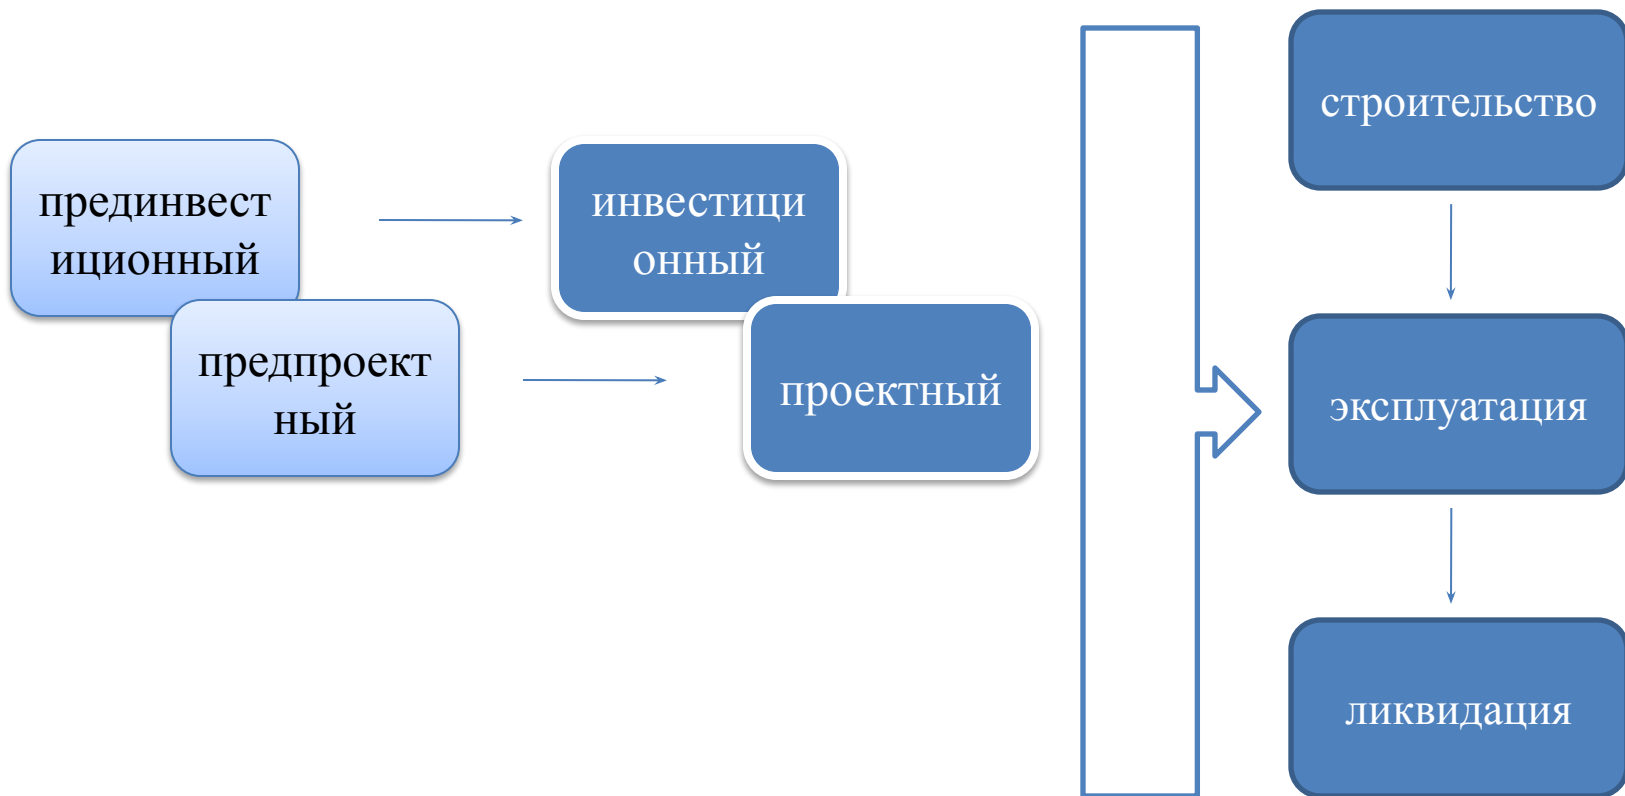 прединвест
иционный
предпроект
ный
инвестици
онный
проектный
строительство
эксплуатация
ликвидация